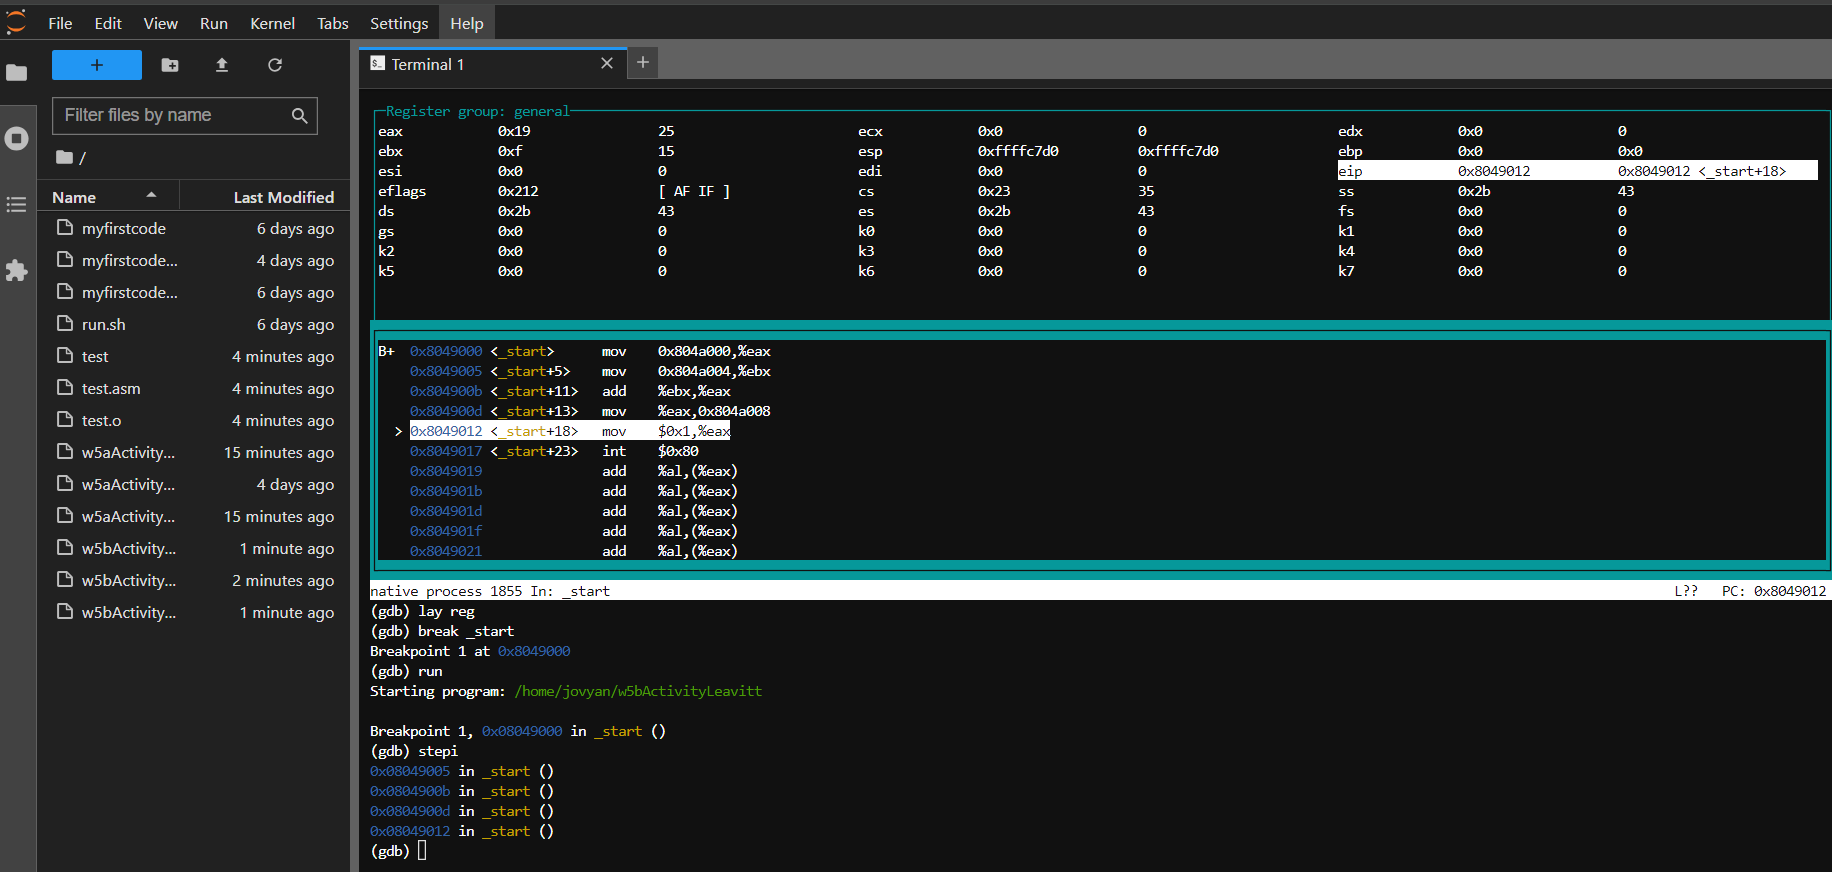 File Edit View Run Kernel Tabs Settings Help
+
Filter files by name
/
Name Last Modified
myfirstcode 6 days ago
myfirstcode... 4 days ago
myfirstcode... 6 days ago
run.sh 6 days ago
test 4 minutes ago
test.asm 4 minutes ago
test.o 4 minutes ago
w5aActivity... 15 minutes ago
w5aActivity... 4 days ago
w5aActivity... 15 minutes ago
w5bActivity... 1 minute ago
w5bActivity... 2 minutes ago
w5bActivity... 1 minute ago
$_ Terminal 1 × +
Register group: general
eax 0x19 25 ecx 0x0 0 edx 0x0 0
ebx 0xf 15 esp 0xffffc7d0 0xffffc7d0 ebp 0x0 0x0
esi 0x0 0 edi 0x0 0 eip 0x8049012 0x8049012 <_start+18>
eflags 0x212 [ AF IF ] cs 0x23 35 ss 0x2b 43
ds 0x2b 43 es 0x2b 43 fs 0x0 0
gs 0x0 0 k0 0x0 0 k1 0x0 0
k2 0x0 0 k3 0x0 0 k4 0x0 0
k5 0x0 0 k6 0x0 0 k7 0x0 0
B+ 0x8049000 <_start> mov 0x804a000,%eax
0x8049005 <_start+5> mov 0x804a004,%ebx
0x804900b <_start+11> add %ebx,%eax
0x804900d <_start+13> mov %eax,0x804a008
> 0x8049012 <_start+18> mov $0x1,%eax
0x8049017 <_start+23> int $0x80
0x8049019 add %al,(%eax)
0x804901b add %al,(%eax)
0x804901d add %al,(%eax)
0x804901f add %al,(%eax)
0x8049021 add %al,(%eax)
native process 1855 In: _start L?? PC: 0x8049012
(gdb) lay reg
(gdb) break _start
Breakpoint 1 at 0x8049000
(gdb) run
Starting program: /home/jovyan/w5bActivityLeavitt
Breakpoint 1, 0x08049000 in _start ()
(gdb) stepi
0x08049005 in _start ()
0x0804900b in _start ()
0x0804900d in _start ()
0x08049012 in _start ()
(gdb)